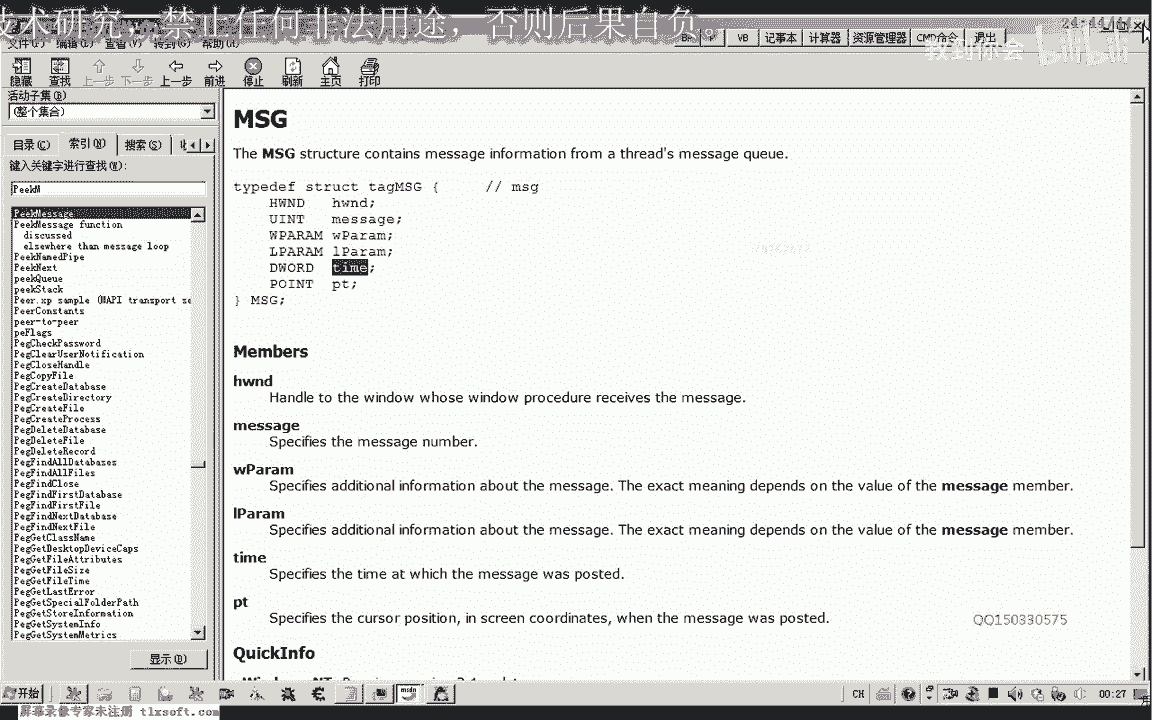 技术研究，禁止任何非法用途，否则后果自负。
24:41/44
文件(F) 编辑(E) 查看(V) 转到(G) 帮助(H)
VB 记事本 计算器 资源管理器 CMD命令 退出
教到你会 bilibili
隐藏 查找 上一步 下一步 上一步 前进 停止 刷新 主页 打印
活动子集(B)
(整个集合)
目录(C) 索引(N) 搜索(S)
键入关键字进行查找(W):
PeekM
PeekMessage
PeekMessage function
discussed
elsewhere than message loop
PeekNamedPipe
PeekNext
peekQueue
peekStack
Peer.xp sample (MAPI transport se
PeerConstants
peer-to-peer
peFlags
PegCheckPassword
PegClearUserNotification
PegCloseHandle
PegCopyFile
PegCreateDatabase
PegCreateDirectory
PegCreateFile
PegCreateProcess
PegDeleteDatabase
PegDeleteFile
PegDeleteRecord
PegFindAllDatabases
PegFindAllFiles
PegFindClose
PegFindFirstDatabase
PegFindFirstFile
PegFindNextDatabase
PegFindNextFile
PegGetClassName
PegGetDesktopDeviceCaps
PegGetFileAttributes
PegGetFileSize
PegGetFileTime
PegGetLastError
PegGetSpecialFolderPath
PegGetStoreInformation
PegGetSystemInfo
PegGetSystemMetrics
显示(D)
MSG
The MSG structure contains message information from a thread's message queue.
typedef struct tagMSG { // msg
HWND hwnd;
UINT message;
WPARAM wParam;
LPARAM lParam;
DWORD time;
POINT pt;
} MSG;
Members
hwnd
Handle to the window whose window procedure receives the message.
message
Specifies the message number.
wParam
Specifies additional information about the message. The exact meaning depends on the value of the message member.
lParam
Specifies additional information about the message. The exact meaning depends on the value of the message member.
time
Specifies the time at which the message was posted.
pt
Specifies the cursor position, in screen coordinates, when the message was posted.
QQ150330575
QuickInfo
开始 msdn CH 00:27
屏幕录像专家未注册 tlxsoft.com